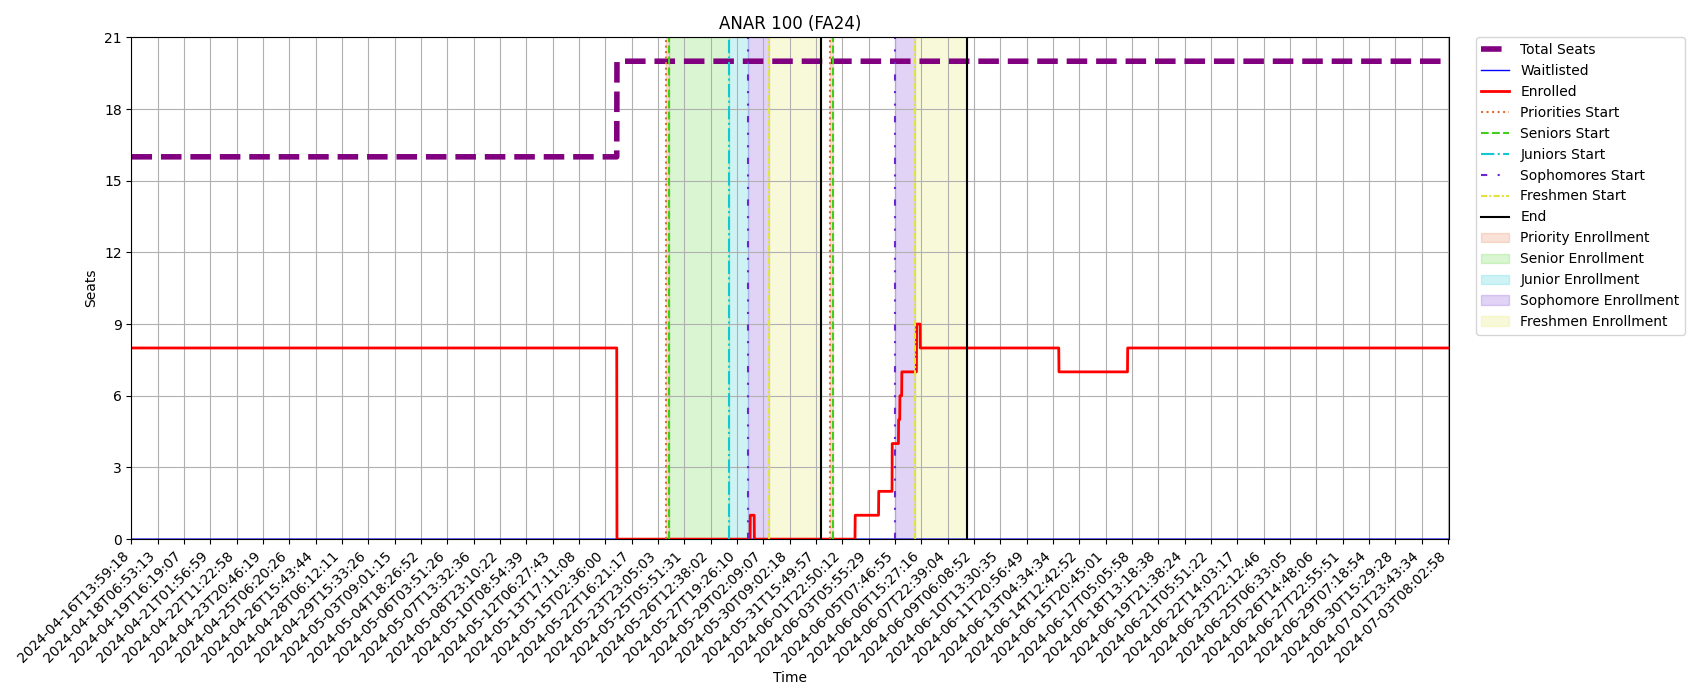 ANAR 100 (FA24)
21
18
15
12
9
6
3
0
Seats
2024-04-16T13:59:18
2024-04-18T06:53:13
2024-04-19T16:19:07
2024-04-21T01:56:59
2024-04-22T11:22:58
2024-04-23T20:46:19
2024-04-25T06:20:26
2024-04-26T15:43:44
2024-04-28T06:12:11
2024-04-29T15:33:26
2024-05-03T09:01:15
2024-05-04T18:26:52
2024-05-06T03:51:26
2024-05-07T13:32:36
2024-05-08T23:10:22
2024-05-10T08:54:39
2024-05-12T06:27:43
2024-05-13T17:11:08
2024-05-15T02:36:00
2024-05-22T16:21:17
2024-05-23T23:05:03
2024-05-25T05:51:31
2024-05-26T12:38:02
2024-05-27T19:26:10
2024-05-29T02:09:07
2024-05-30T09:02:18
2024-05-31T15:49:57
2024-06-01T22:50:12
2024-06-03T05:55:29
2024-06-05T07:46:55
2024-06-06T15:27:16
2024-06-07T22:39:04
2024-06-09T06:08:52
2024-06-10T13:30:35
2024-06-11T20:56:49
2024-06-13T04:34:34
2024-06-14T12:42:52
2024-06-15T20:45:01
2024-06-17T05:05:58
2024-06-18T13:18:38
2024-06-19T21:38:24
2024-06-21T05:51:22
2024-06-22T14:03:17
2024-06-23T22:12:46
2024-06-25T06:33:05
2024-06-26T14:48:06
2024-06-27T22:55:51
2024-06-29T07:18:54
2024-06-30T15:29:28
2024-07-01T23:43:34
2024-07-03T08:02:58
Time
Total Seats
Waitlisted
Enrolled
Priorities Start
Seniors Start
Juniors Start
Sophomores Start
Freshmen Start
End
Priority Enrollment
Senior Enrollment
Junior Enrollment
Sophomore Enrollment
Freshmen Enrollment